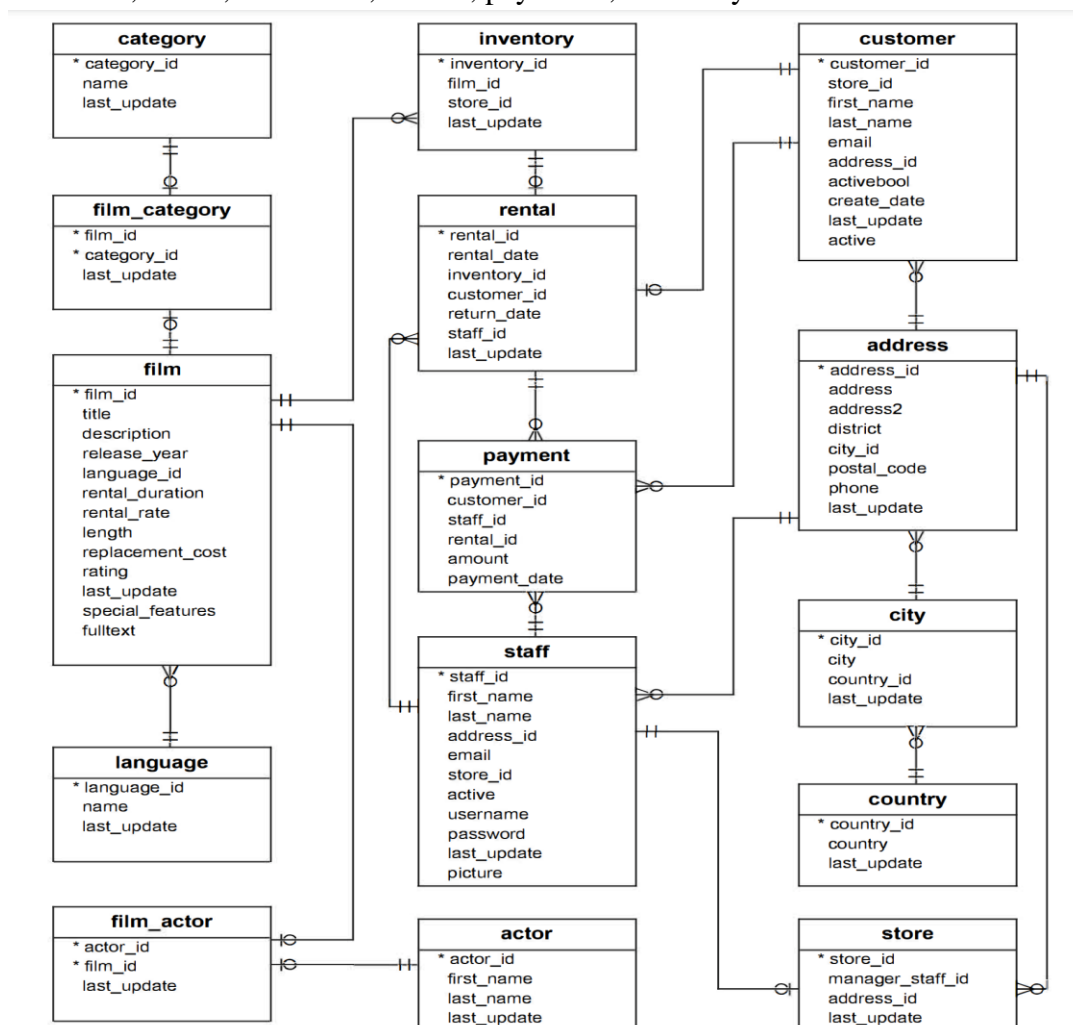 category
* category_id
name
last_update
film_category
* film_id
* category_id
last_update
film
* film_id
title
description
release_year
language_id
rental_duration
rental_rate
length
replacement_cost
rating
last_update
special_features
fulltext
language
* language_id
name
last_update
film_actor
* actor_id
* film_id
last_update
inventory
* inventory_id
film_id
store_id
last_update
rental
* rental_id
rental_date
inventory_id
customer_id
return_date
staff_id
last_update
payment
* payment_id
customer_id
staff_id
rental_id
amount
payment_date
staff
* staff_id
first_name
last_name
address_id
email
store_id
active
username
password
last_update
picture
actor
* actor_id
first_name
last_name
last_update
customer
* customer_id
store_id
first_name
last_name
email
address_id
activebool
create_date
last_update
active
address
* address_id
address
address2
district
city_id
postal_code
phone
last_update
city
* city_id
city
country_id
last_update
country
* country_id
country
last_update
store
* store_id
manager_staff_id
address_id
last_update